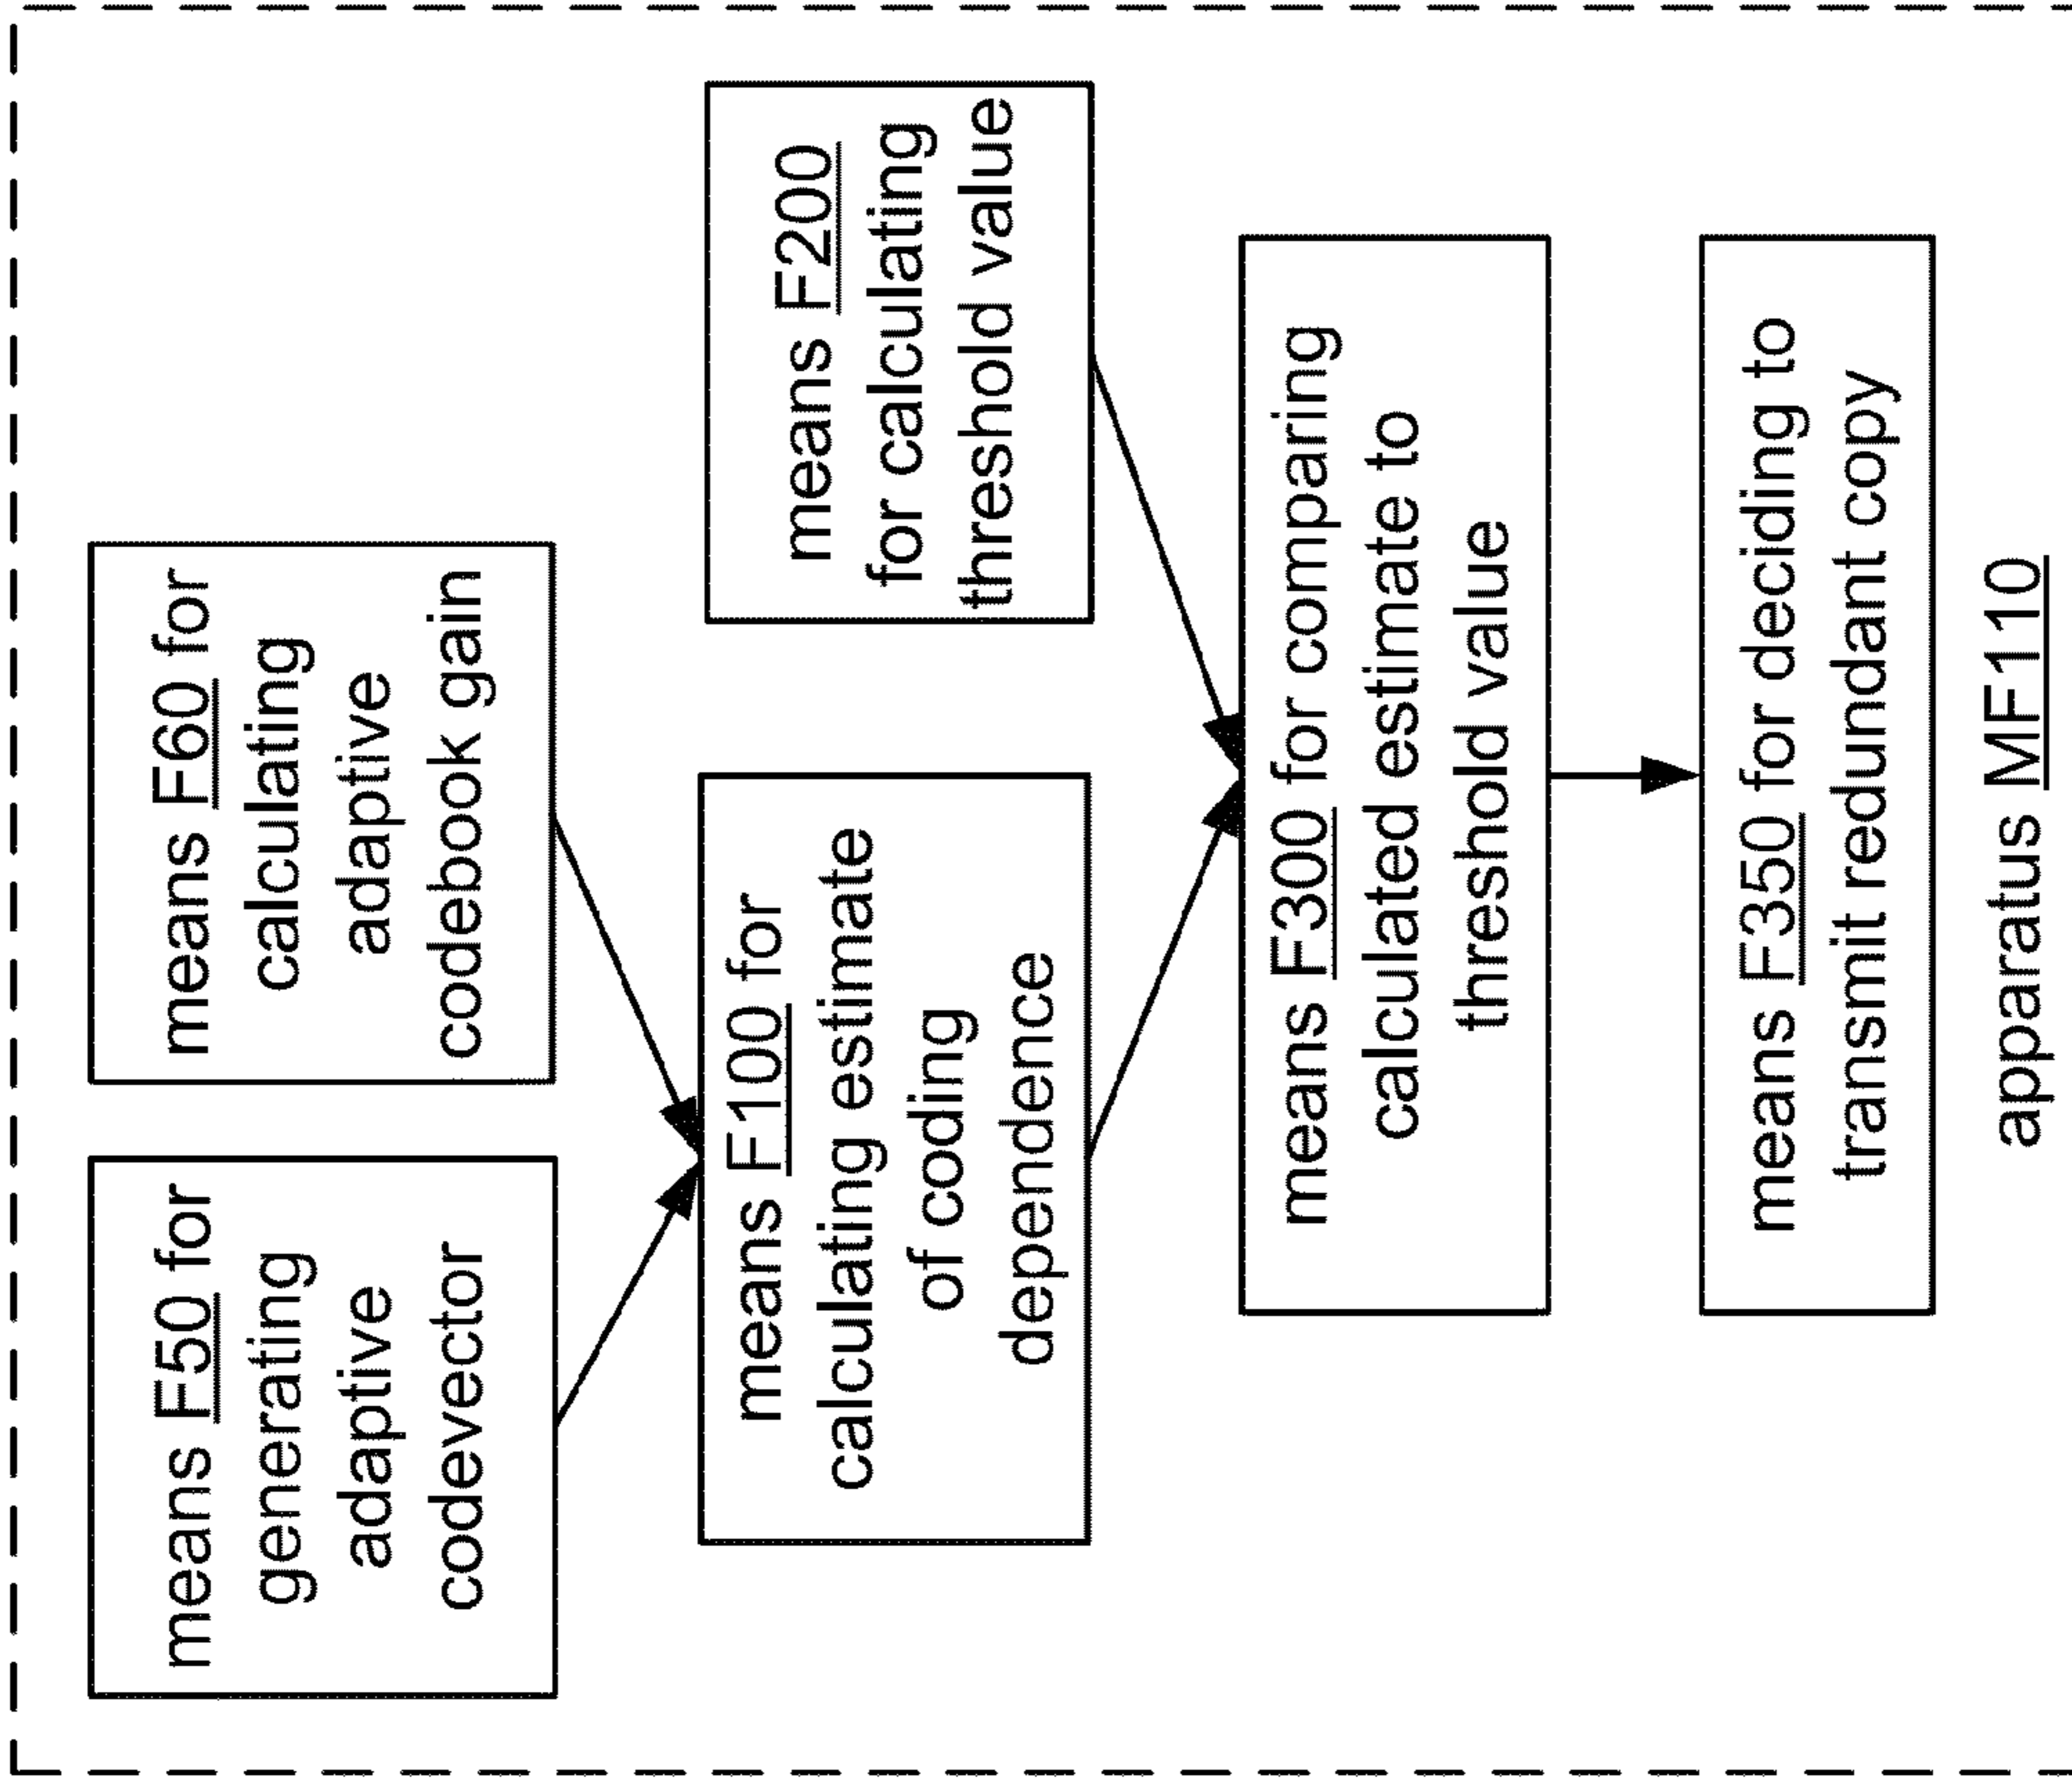 means F50 for
generating
adaptive
codevector
means F60 for
calculating
adaptive
codebook gain
means F100 for
calculating estimate
of coding
dependence
means F200
for calculating
threshold value
means F300 for comparing
calculated estimate to
threshold value
means F350 for deciding to
transmit redundant copy
apparatus MF110